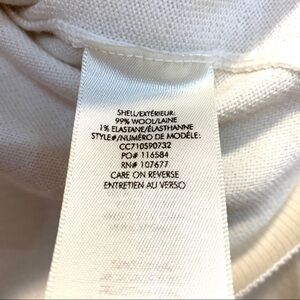 SHELL/EXTÉRIEUR:
99% WOOL/LAINE
1% ELASTANE/ÉLASTHANNE
STYLE#/NUMÉRO DE MODÈLE:
CC710S90732
PO# 116584
RN# 107677
CARE ON REVERSE
ENTRETIEN AU VERSO